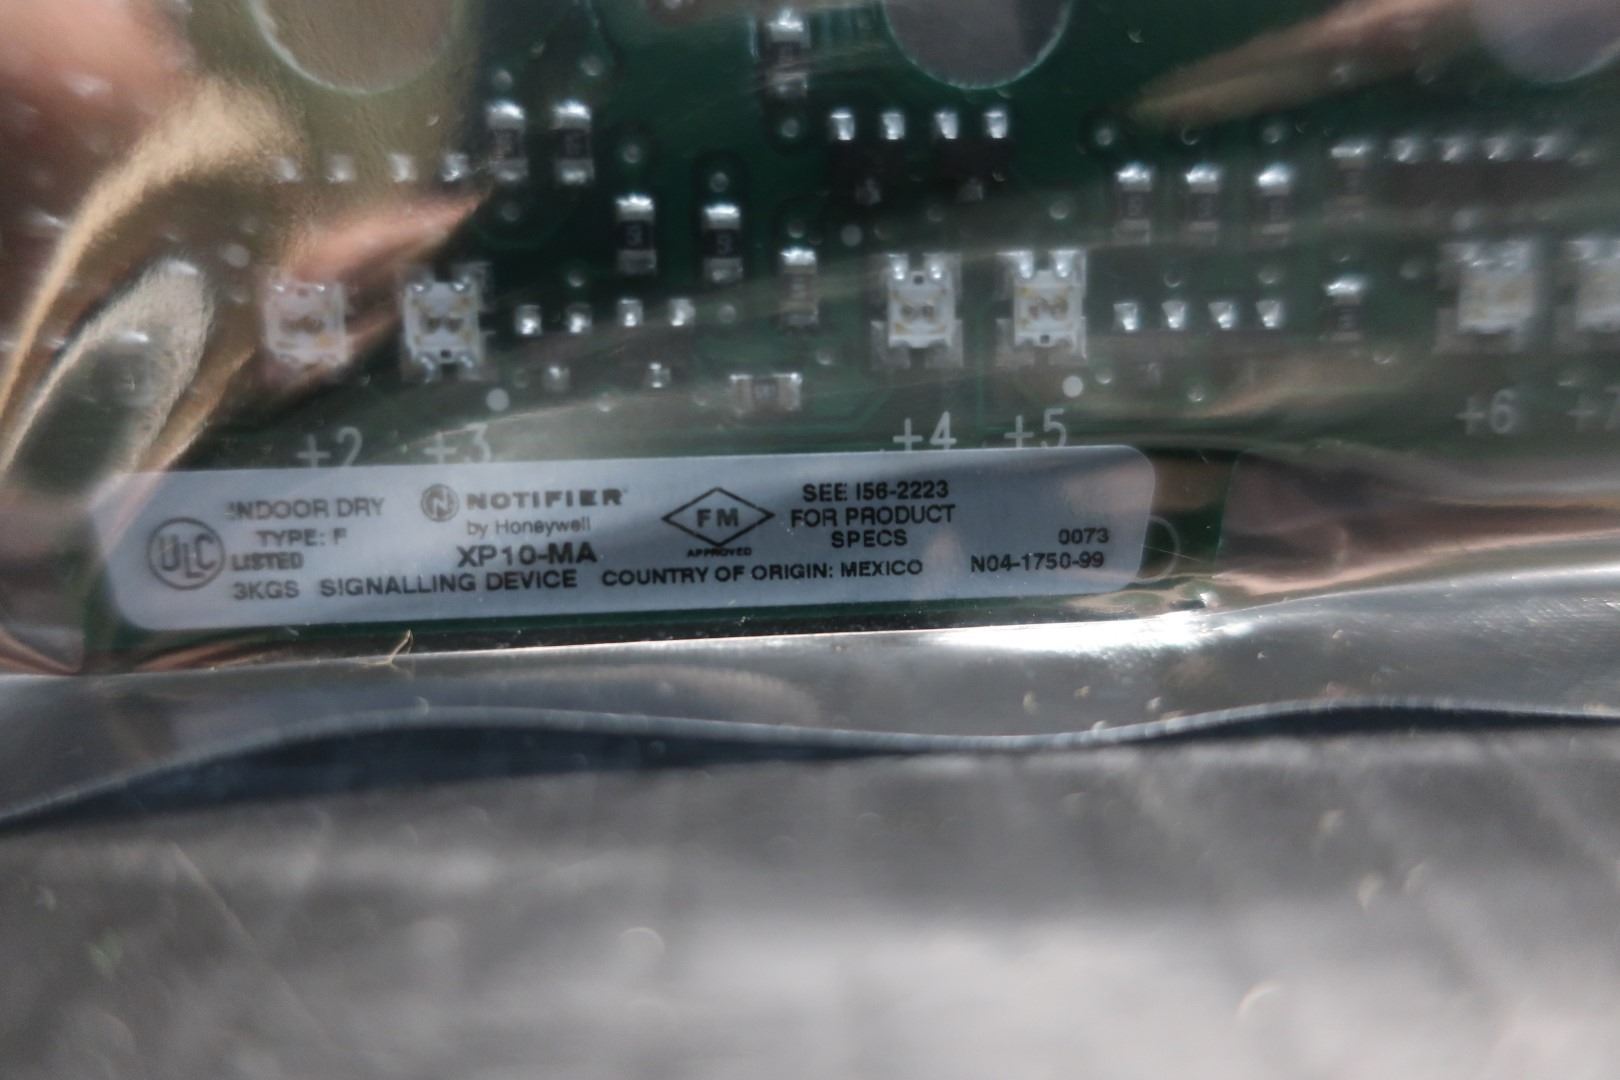 +2 +3 +4 +5 +6
INDOOR DRY
TYPE: F
ULC LISTED
3KGS SIGNALLING DEVICE
NOTIFIER
by Honeywell
XP10-MA
FM
APPROVED
SEE I56-2223
FOR PRODUCT
SPECS
COUNTRY OF ORIGIN: MEXICO
0073
N04-1750-99